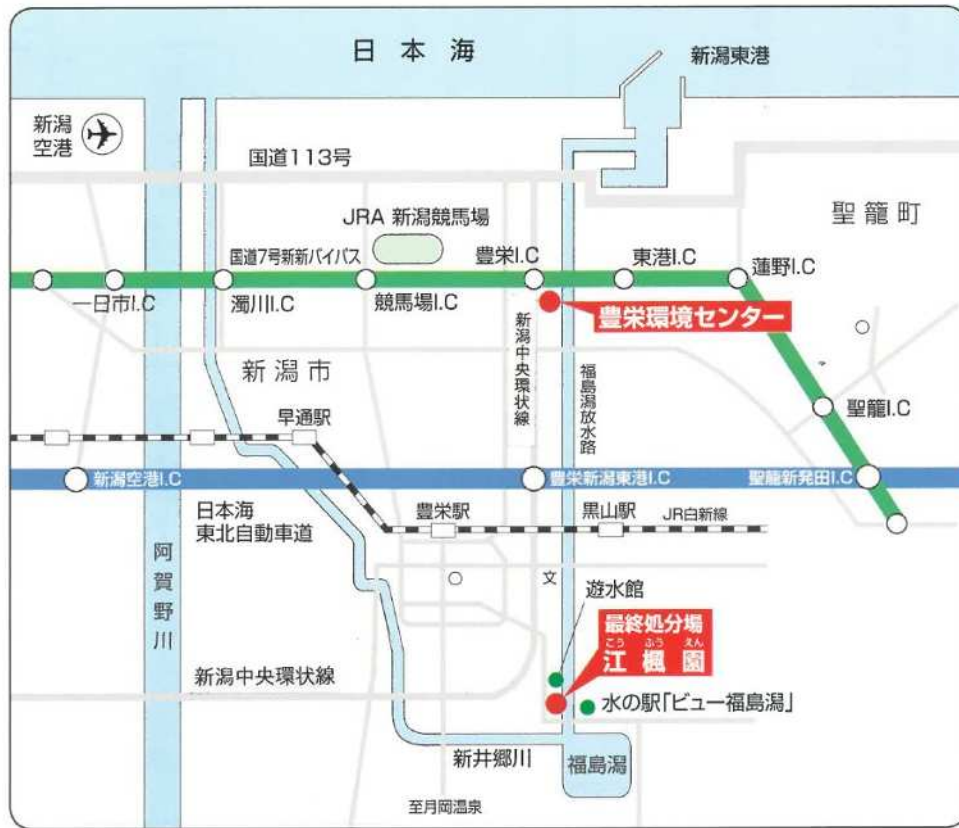 日本海
新潟東港
新潟
空港
国道113号
聖籠町
JRA 新潟競馬場
国道7号新新バイパス
豊栄I.C
東港I.C
蓮野I.C
一日市I.C
濁川I.C
競馬場I.C
豊栄環境センター
新潟中央環状線
福島潟放水路
新潟市
早通駅
聖籠I.C
新潟空港I.C
豊栄新潟東港I.C
聖籠新発田I.C
日本海
東北自動車道
豊栄駅
黒山駅
JR白新線
阿賀野川
文
遊水館
最終処分場
こう ふう えん
江楓園
新潟中央環状線
水の駅「ビュー福島潟」
新井郷川
福島潟
至月岡温泉